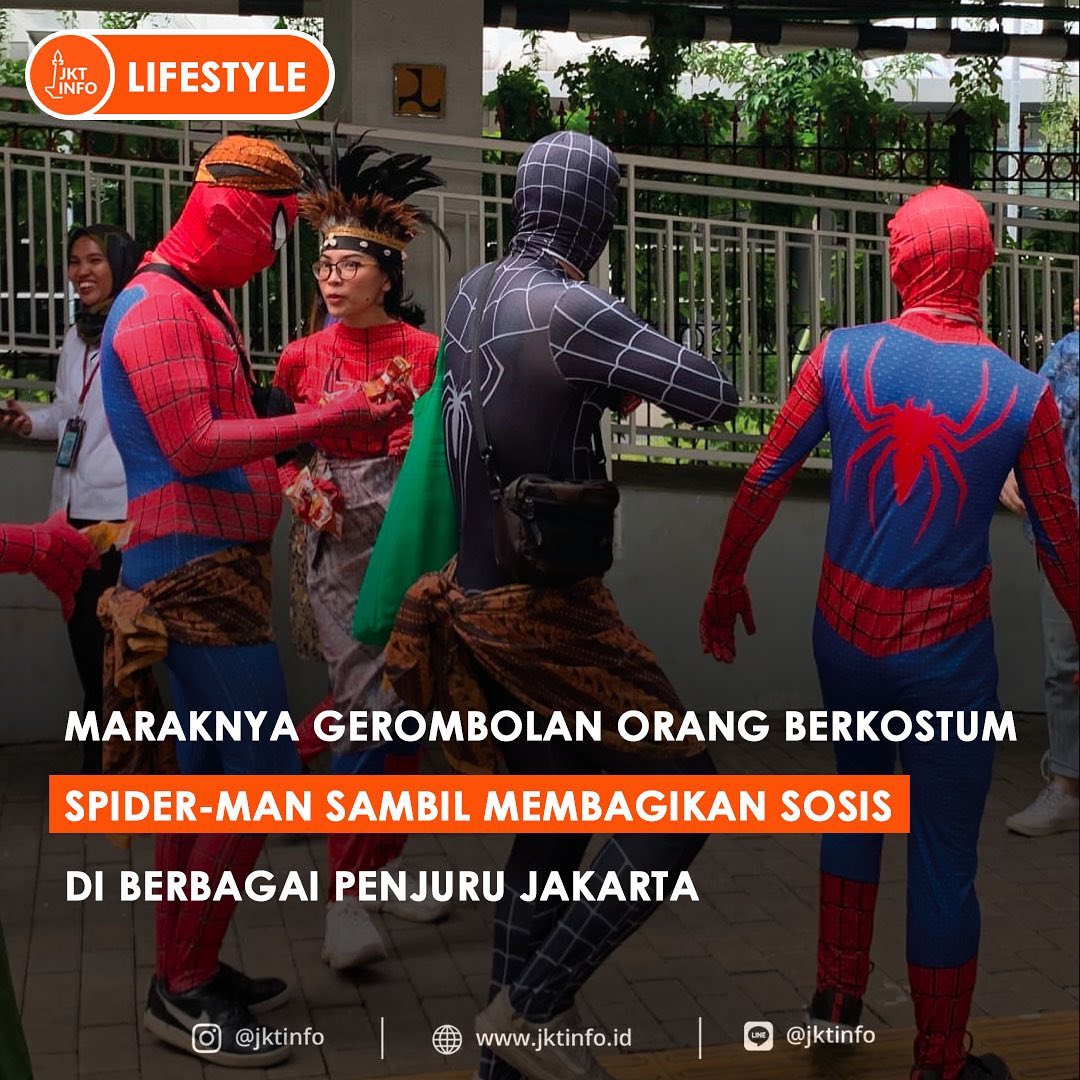 JKT
INFO
LIFESTYLE
MARAKNYA GEROMBOLAN ORANG BERKOSTUM
SPIDER-MAN SAMBIL MEMBAGIKAN SOSIS
DI BERBAGAI PENJURU JAKARTA
@jktinfo
www.jktinfo.id
LINE
@jktinfo